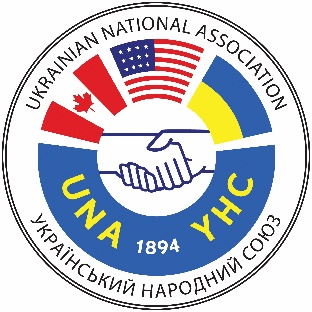 UKRAINIAN NATIONAL ASSOCIATION
UNA 1894 УНС
УКРАЇНСЬКИЙ НАРОДНИЙ СОЮЗ